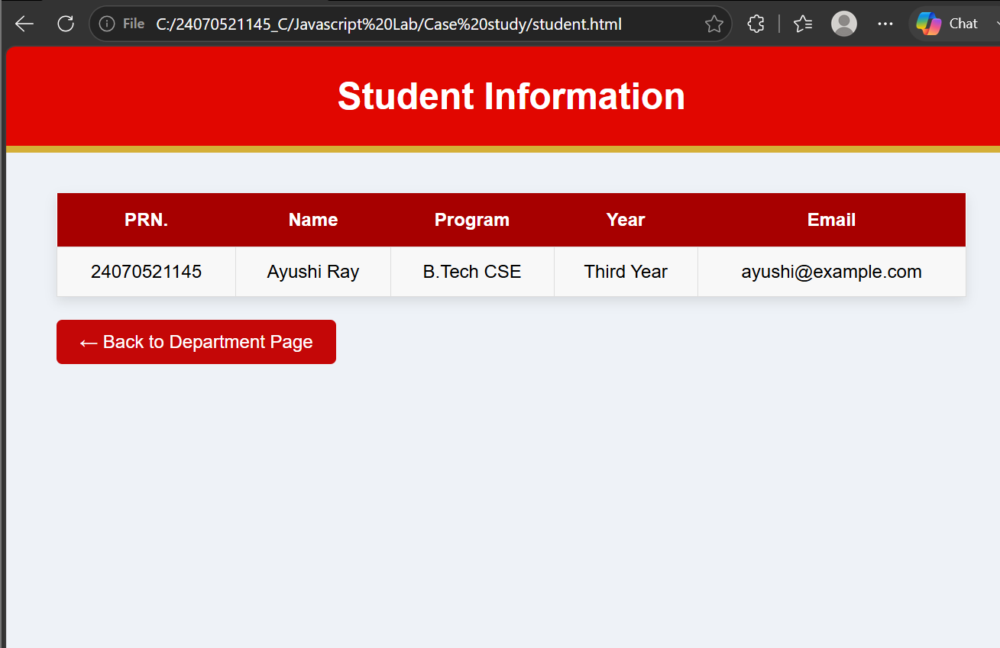 File C:/24070521145_C/Javascript%20Lab/Case%20study/student.html Chat
Student Information
PRN. Name Program Year Email
24070521145 Ayushi Ray B.Tech CSE Third Year ayushi@example.com
← Back to Department Page